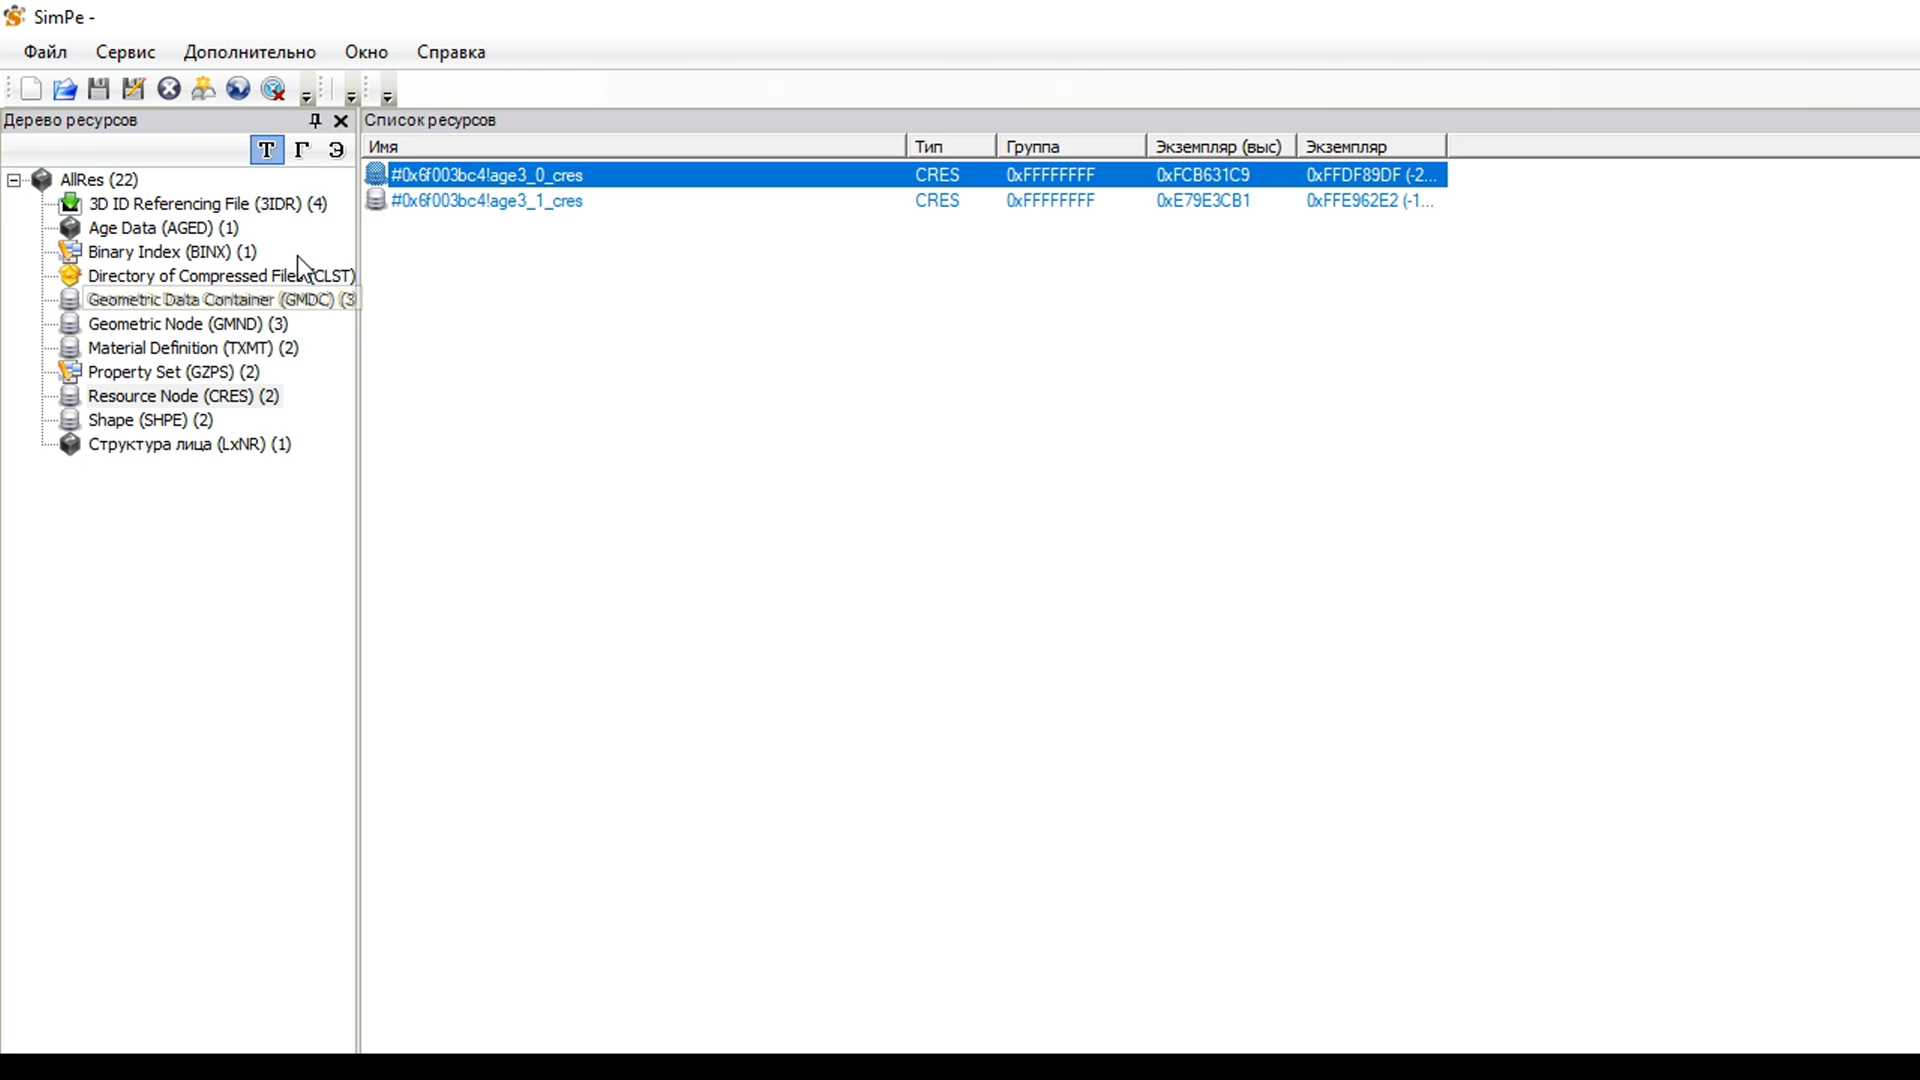 SimPe -
Файл Сервис Дополнительно Окно Справка
Дерево ресурсов
Т Г Э
AllRes (22)
3D ID Referencing File (3IDR) (4)
Age Data (AGED) (1)
Binary Index (BINX) (1)
Directory of Compressed Files (CLST)
Geometric Data Container (GMDC) (3
Geometric Node (GMND) (3)
Material Definition (TXMT) (2)
Property Set (GZPS) (2)
Resource Node (CRES) (2)
Shape (SHPE) (2)
Структура лица (LxNR) (1)
Список ресурсов
Имя Тип Группа Экземпляр (выс) Экземпляр
#0x6f003bc4!age3_0_cres CRES 0xFFFFFFFF 0xFCB631C9 0xFFDF89DF (-2...
#0x6f003bc4!age3_1_cres CRES 0xFFFFFFFF 0xE79E3CB1 0xFFE962E2 (-1...